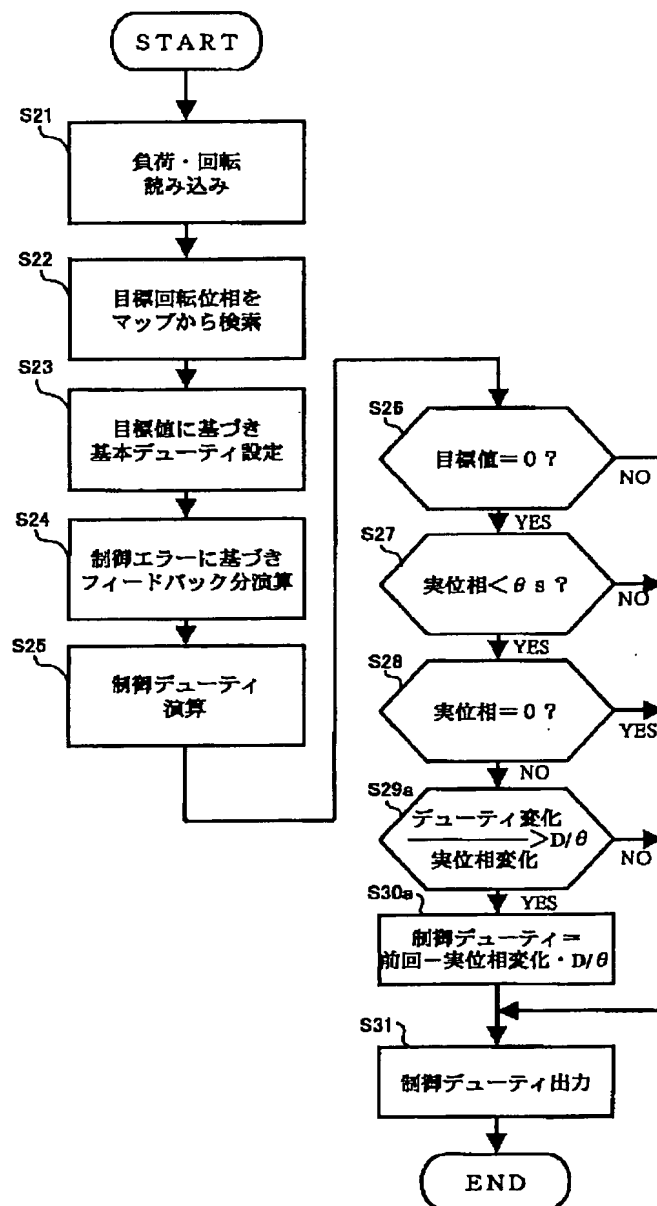 START
S21
負荷・回転
読み込み
S22
目標回転位相を
マップから検索
S23
目標値に基づき
基本デューティ設定
S24
制御エラーに基づき
フィードバック分演算
S25
制御デューティ
演算
S26
目標値=0?
NO
YES
S27
実位相<θs?
NO
YES
S28
実位相=0?
YES
NO
S29a
デューティ変化
>D/θ
実位相変化
NO
YES
S30a
制御デューティ=
前回-実位相変化・D/θ
S31
制御デューティ出力
END